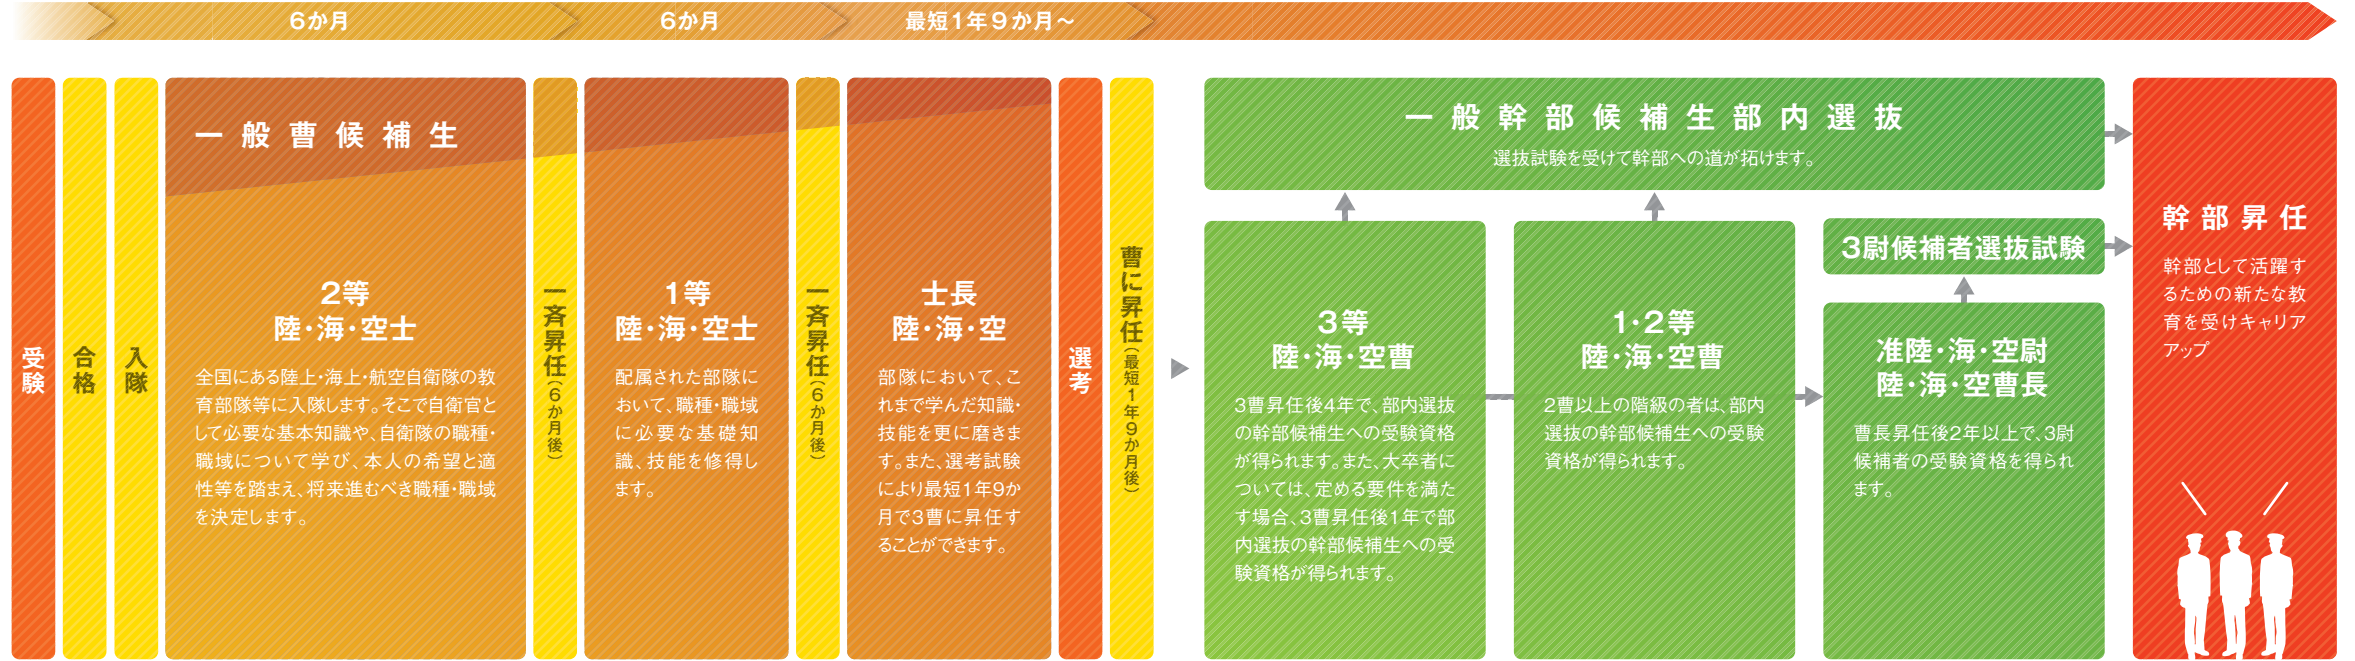 6か月
6か月
最短1年9か月～
受験
合格
入隊
一般曹候補生
2等
陸・海・空士
全国にある陸上・海上・航空自衛隊の教
育部隊等に入隊します。そこで自衛官と
して必要な基本知識や、自衛隊の職種・
職域について学び、本人の希望と適
性等を踏まえ、将来進むべき職種・職域
を決定します。
一斉昇任（6か月後）
1等
陸・海・空士
配属された部隊に
おいて、職種・職域
に必要な基礎知
識、技能を修得し
ます。
一斉昇任（6か月後）
士長
陸・海・空
部隊において、こ
れまで学んだ知識・
技能を更に磨きま
す。また、選考試験
により最短1年9か
月で3曹に昇任す
ることができます。
選考
曹に昇任（最短1年9か月後）
一般幹部候補生部内選抜
選抜試験を受けて幹部への道が拓けます。
3等
陸・海・空曹
3曹昇任後4年で、部内選抜
の幹部候補生への受験資格
が得られます。また、大卒者に
ついては、定める要件を満た
す場合、3曹昇任後1年で部
内選抜の幹部候補生への受
験資格が得られます。
1・2等
陸・海・空曹
2曹以上の階級の者は、部内
選抜の幹部候補生への受験
資格が得られます。
3尉候補者選抜試験
准陸・海・空尉
陸・海・空曹長
曹長昇任後2年以上で、3尉
候補者の受験資格を得られ
ます。
幹部昇任
幹部として活躍す
るための新たな教
育を受けキャリア
アップ